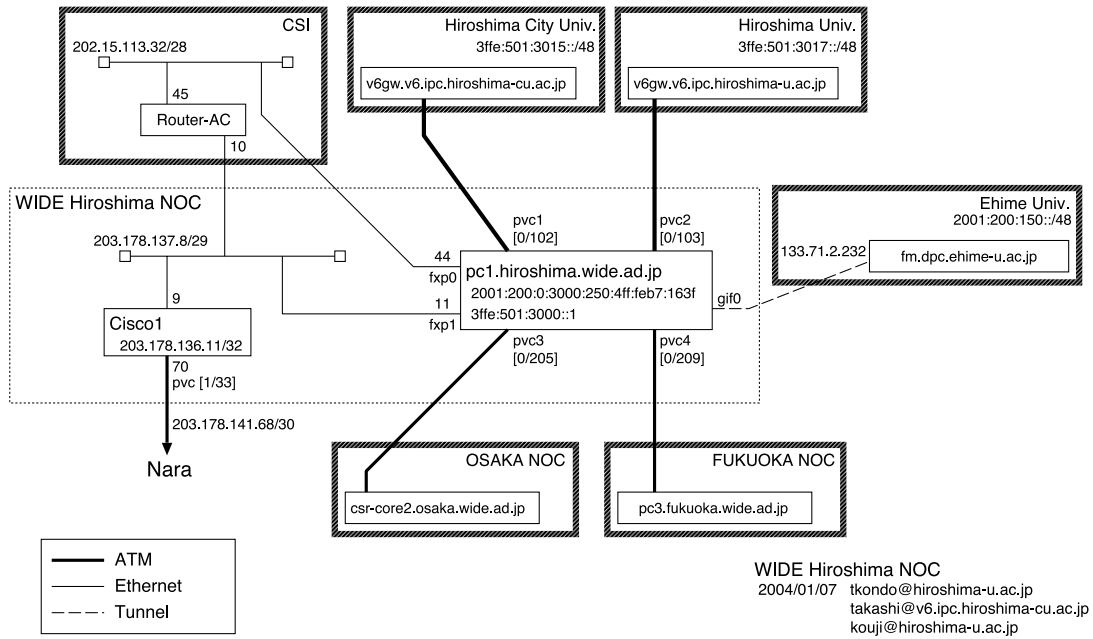 CSI
202.15.113.32/28
45
Router-AC
10
Hiroshima City Univ.
3ffe:501:3015::/48
v6gw.v6.ipc.hiroshima-cu.ac.jp
Hiroshima Univ.
3ffe:501:3017::/48
v6gw.v6.ipc.hiroshima-u.ac.jp
WIDE Hiroshima NOC
203.178.137.8/29
pvc1
[0/102]
pvc2
[0/103]
Ehime Univ.
2001:200:150::/48
133.71.2.232
fm.dpc.ehime-u.ac.jp
44
fxp0
11
fxp1
pc1.hiroshima.wide.ad.jp
2001:200:0:3000:250:4ff:feb7:163f
3ffe:501:3000::1
gif0
9
Cisco1
203.178.136.11/32
70
pvc [1/33]
pvc3
[0/205]
pvc4
[0/209]
203.178.141.68/30
Nara
OSAKA NOC
csr-core2.osaka.wide.ad.jp
FUKUOKA NOC
pc3.fukuoka.wide.ad.jp
ATM
Ethernet
Tunnel
WIDE Hiroshima NOC
2004/01/07 tkondo@hiroshima-u.ac.jp
takashi@v6.ipc.hiroshima-cu.ac.jp
kouji@hiroshima-u.ac.jp